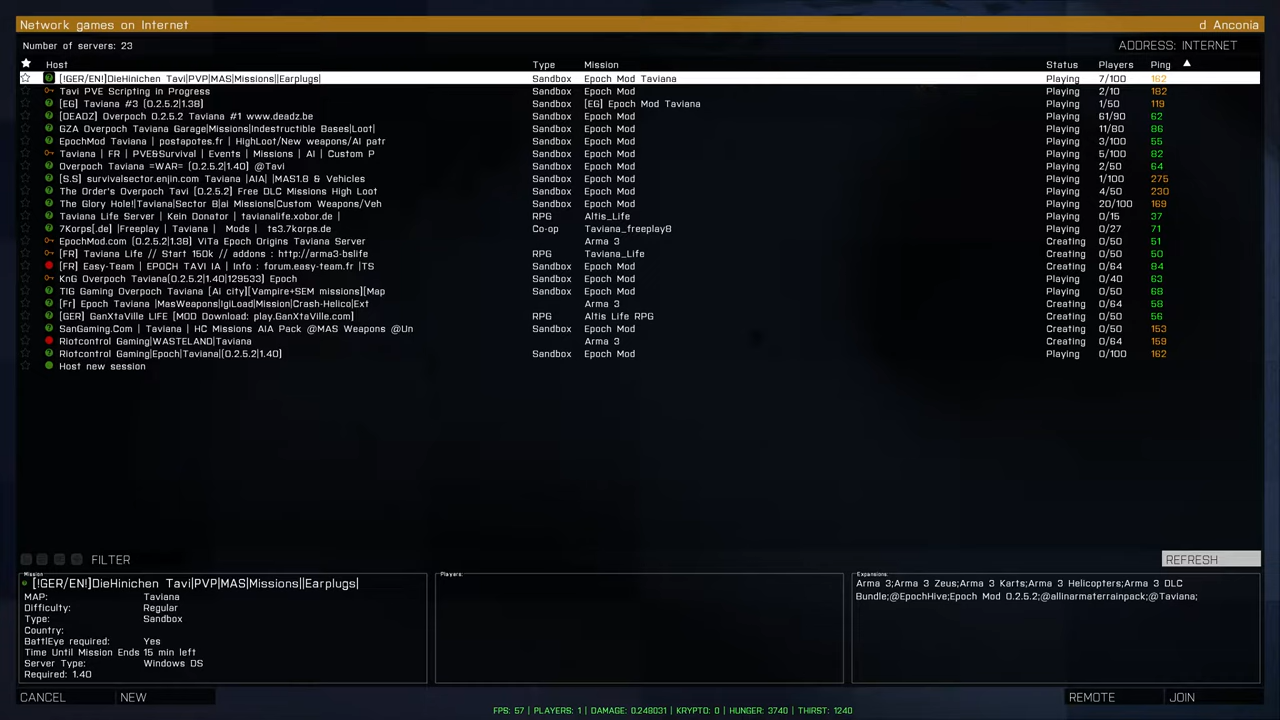 Network games on Internet d Anconia
Number of servers: 23 ADDRESS: INTERNET
Host Type Mission Status Players Ping
[!GER/EN!]DieHinichen Tavi|PVP|MAS|Missions||Earplugs| Sandbox Epoch Mod Taviana Playing 7/100 162
Tavi PVE Scripting in Progress Sandbox Epoch Mod Playing 2/10 182
[EG] Taviana #3 (0.2.5.2|1.38) Sandbox [EG] Epoch Mod Taviana Playing 1/50 119
[DEADZ] Overpoch 0.2.5.2 Taviana #1 www.deadz.be Sandbox Epoch Mod Playing 61/90 62
GZA Overpoch Taviana Garage|Missions|Indestructible Bases|Loot| Sandbox Epoch Mod Playing 11/80 86
EpochMod Taviana | postapotes.fr | HighLoot/New weapons/AI patr Sandbox Epoch Mod Playing 3/100 55
Taviana | FR | PVE&Survival | Events | Missions | AI | Custom P Sandbox Epoch Mod Playing 5/100 82
Overpoch Taviana =WAR= (0.2.5.2|1.40) @Tavi Sandbox Epoch Mod Playing 2/50 64
[S.S] survivalsector.enjin.com Taviana |AIA| |MAS1.8 & Vehicles Sandbox Epoch Mod Playing 1/100 275
The Order's Overpoch Tavi [0.2.5.2] Free DLC Missions High Loot Sandbox Epoch Mod Playing 4/50 230
The Glory Hole!|Taviana|Sector B|ai Missions|Custom Weapons/Veh Sandbox Epoch Mod Playing 20/100 169
Taviana Life Server | Kein Donator | tavianalife.xobor.de | RPG Altis_Life Playing 0/15 37
7Korps[.de] |Freeplay | Taviana | Mods | ts3.7korps.de Co-op Taviana_freeplay8 Playing 0/27 71
EpochMod.com (0.2.5.2|1.38) ViTa Epoch Origins Taviana Server Arma 3 Creating 0/50 51
[FR] Taviana Life // Start 150k // addons : http://arma3-bslife RPG Taviana_Life Creating 0/50 50
[FR] Easy-Team | EPOCH TAVI IA | Info : forum.easy-team.fr |TS Sandbox Epoch Mod Creating 0/64 84
KnG Overpoch Taviana[0.2.5.2|1.40|129533] Epoch Sandbox Epoch Mod Playing 0/40 63
TIG Gaming Overpoch Taviana [Ai city][Vampire+SEM missions][Map Sandbox Epoch Mod Playing 0/50 68
[Fr] Epoch Taviana |MasWeapons|IgiLoad|Mission|Crash-Helico|Ext Arma 3 Creating 0/64 58
[GER] GanXtaVille LIFE [MOD Download: play.GanXtaVille.com] RPG Altis Life RPG Creating 0/50 56
SanGaming.Com | Taviana | HC Missions AIA Pack @MAS Weapons @Un Sandbox Epoch Mod Creating 0/50 153
Riotcontrol Gaming|WASTELAND|Taviana Arma 3 Creating 0/64 159
Riotcontrol Gaming|Epoch|Taviana|(0.2.5.2|1.40) Sandbox Epoch Mod Playing 0/100 162
Host new session
FILTER REFRESH
Mission Players: Expansions:
[!GER/EN!]DieHinichen Tavi|PVP|MAS|Missions||Earplugs| Arma 3;Arma 3 Zeus;Arma 3 Karts;Arma 3 Helicopters;Arma 3 DLC
MAP: Taviana Bundle;@EpochHive;Epoch Mod 0.2.5.2;@allinarmaterrainpack;@Taviana;
Difficulty: Regular
Type: Sandbox
Country:
BattlEye required: Yes
Time Until Mission Ends 15 min left
Server Type: Windows DS
Required: 1.40
CANCEL NEW REMOTE JOIN
FPS: 57 | PLAYERS: 1 | DAMAGE: 0.248031 | KRYPTO: 0 | HUNGER: 3740 | THIRST: 1240